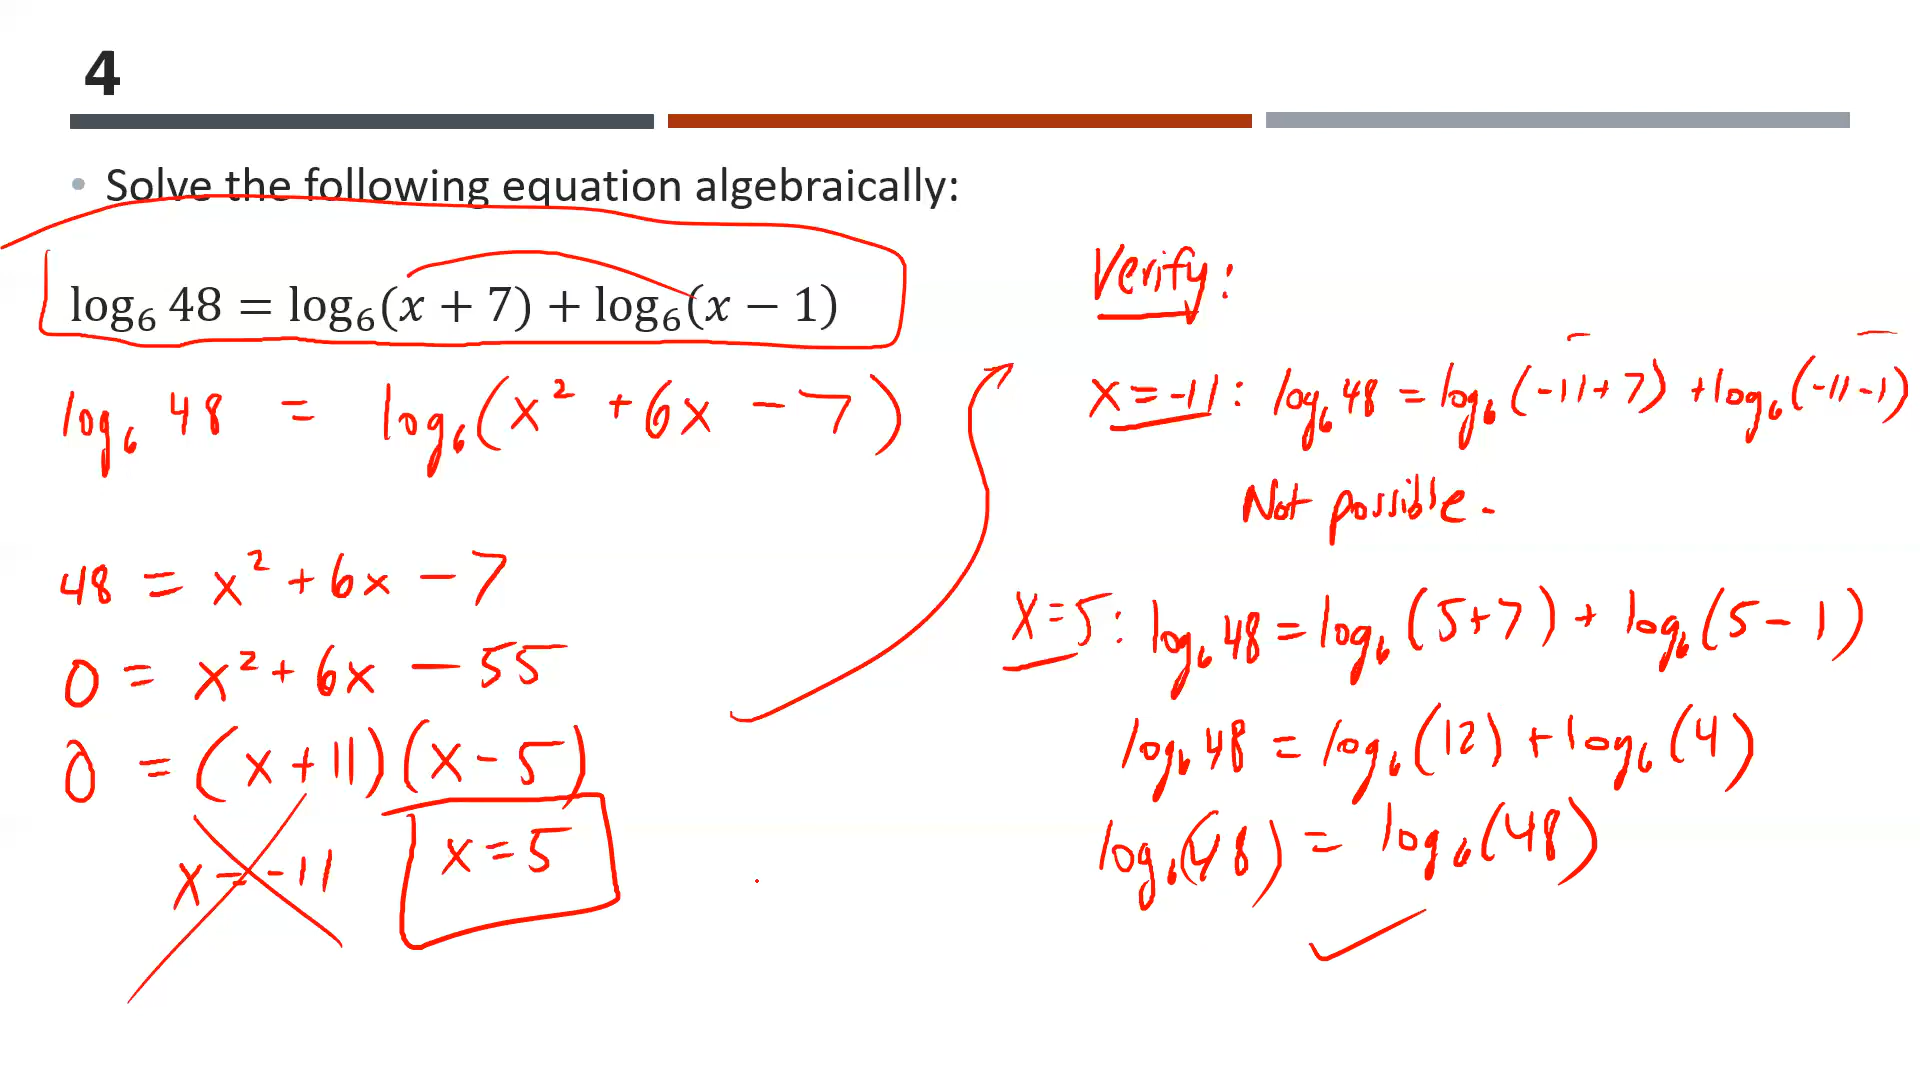 4
• Solve the following equation algebraically:
log₆ 48 = log₆(x + 7) + log₆(x − 1)
log₆ 48 = log₆(x² + 6x − 7)
48 = x² + 6x − 7
0 = x² + 6x − 55
0 = (x + 11)(x − 5)
x = -11
x = 5
Verify:
x = -11 : log₆ 48 = log₆(-11+7) + log₆(-11-1)
Not possible.
x = 5 : log₆ 48 = log₆(5+7) + log₆(5 − 1)
log₆ 48 = log₆(12) + log₆(4)
log₆(48) = log₆(48)
✓